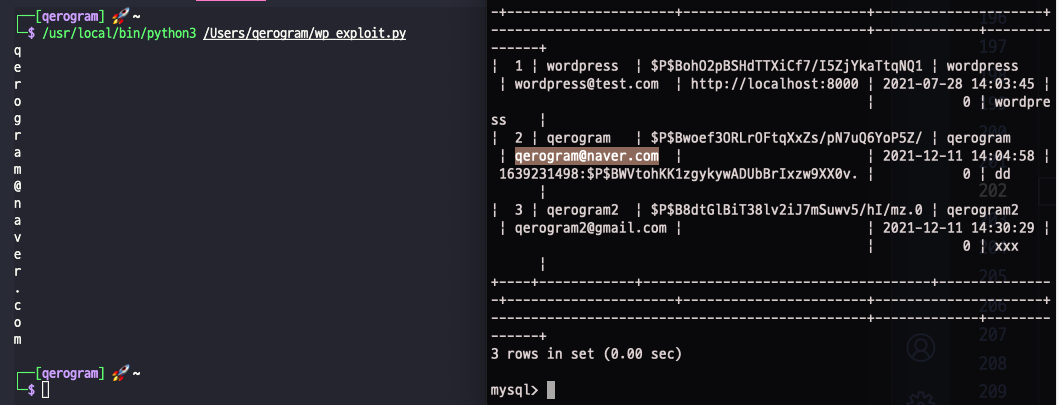 [qerogram] 🚀 ~
$ /usr/local/bin/python3 /Users/qerogram/wp_exploit.py
q
e
r
o
g
r
a
m
@
n
a
v
e
r
.
c
o
m
[qerogram] 🚀 ~
$
-+---------------------+---------------------+---------------------+
-----------------------------------------------+-------------+--------
------+
| 1 | wordpress | $P$BohO2pBSHdTTXiCf7/I5ZjYkaTtqNQ1 | wordpress
| wordpress@test.com | http://localhost:8000 | 2021-07-28 14:03:45 |
| 0 | wordpre
ss |
| 2 | qerogram | $P$Bwoef3ORLrOFtqXxZs/pN7uQ6YoP5Z/ | qerogram
| qerogram@naver.com | | 2021-12-11 14:04:58 |
1639231498:$P$BWVtohKK1zgykywADUbBrIxzw9XX0v. | 0 | dd
|
| 3 | qerogram2 | $P$B8dtGlBiT38lv2iJ7mSuwv5/hI/mz.0 | qerogram2
| qerogram2@gmail.com | | 2021-12-11 14:30:29 |
| 0 | xxx
|
+----+-----------+------------------------------------+-------------
-+---------------------+---------------------+---------------------+
-----------------------------------------------+-------------+--------
------+
3 rows in set (0.00 sec)
mysql>
196
197
200
202
205
206
207
208
209